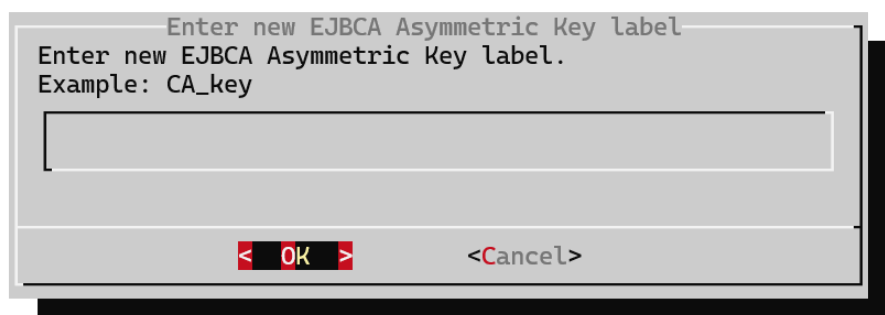 Enter new EJBCA Asymmetric Key label
Enter new EJBCA Asymmetric Key label.
Example: CA_key
< OK > <Cancel>